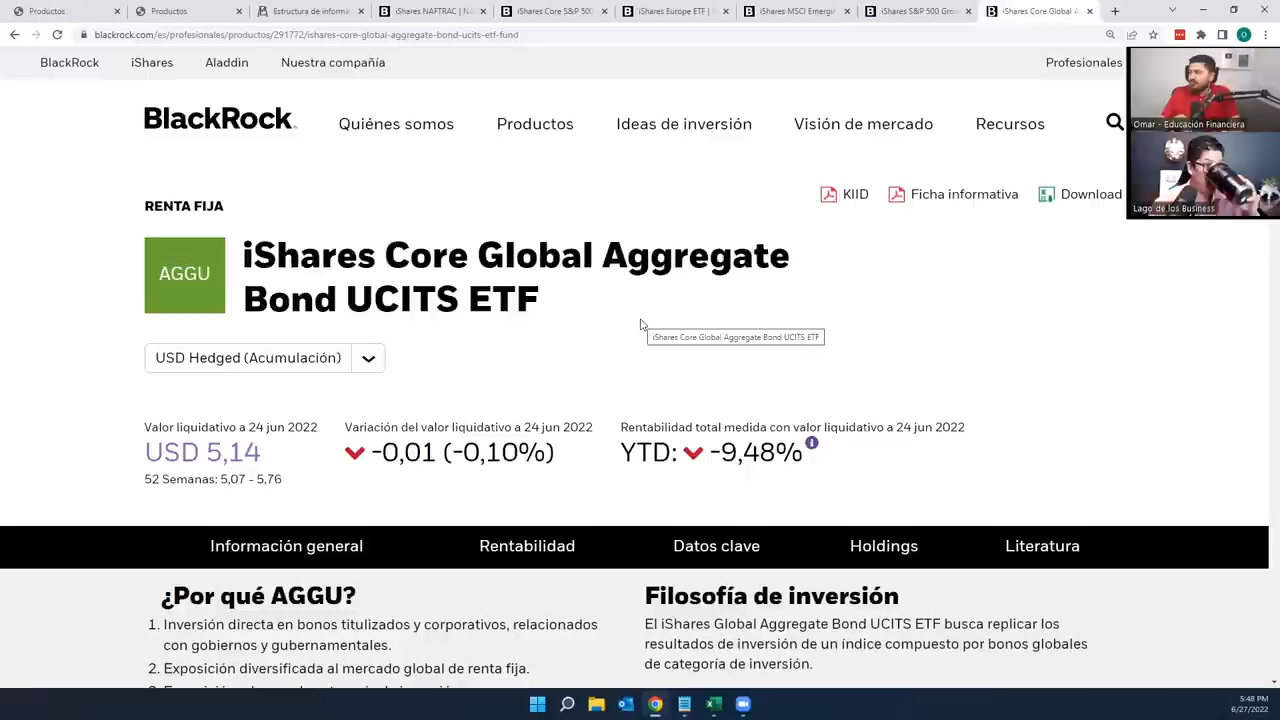 Productos
Productos
Estructura de informa
iShares NAFTRAC | N
iShares Core S&P 500
iShares Europe ETF | I
iShares MSCI Emergin
iShares S&P 500 Grow
iShares Core Global A
blackrock.com/es/profesionales/productos/291772/ishares-core-global-aggregate-bond-ucits-etf-fund
BlackRock iShares Aladdin Nuestra compañía Profesionales
BlackRock. Quiénes somos Productos Ideas de inversión Visión de mercado Recursos
Omar - Educación Financiera
KIID Ficha informativa Download
Lago de los Business
RENTA FIJA
AGGU
iShares Core Global Aggregate
Bond UCITS ETF
iShares Core Global Aggregate Bond UCITS ETF
USD Hedged (Acumulación)
Valor liquidativo a 24 jun 2022 Variación del valor liquidativo a 24 jun 2022 Rentabilidad total medida con valor liquidativo a 24 jun 2022
USD 5,14 -0,01 (-0,10%) YTD: -9,48%
52 Semanas: 5,07 - 5,76
Información general Rentabilidad Datos clave Holdings Literatura
¿Por qué AGGU?
1. Inversión directa en bonos titulizados y corporativos, relacionados
con gobiernos y gubernamentales.
2. Exposición diversificada al mercado global de renta fija.
Filosofía de inversión
El iShares Global Aggregate Bond UCITS ETF busca replicar los
resultados de inversión de un índice compuesto por bonos globales
de categoría de inversión.
5:48 PM
6/27/2022